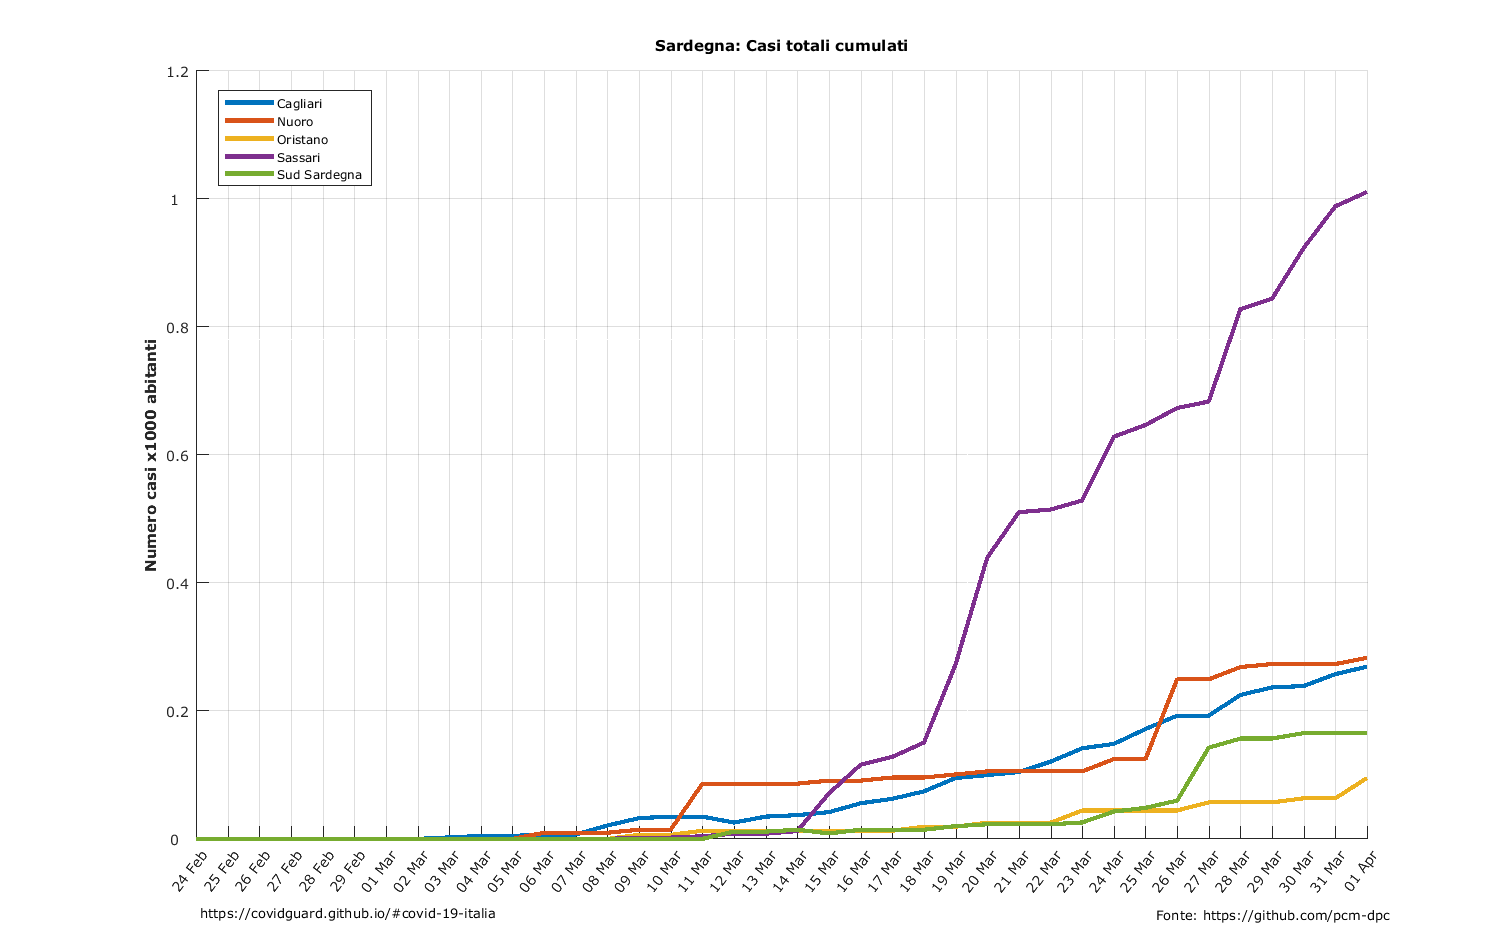 Sardegna: Casi totali cumulati
Numero casi x1000 abitanti
1.2
1
0.8
0.6
0.4
0.2
0
Cagliari
Nuoro
Oristano
Sassari
Sud Sardegna
24 Feb
25 Feb
26 Feb
27 Feb
28 Feb
29 Feb
01 Mar
02 Mar
03 Mar
04 Mar
05 Mar
06 Mar
07 Mar
08 Mar
09 Mar
10 Mar
11 Mar
12 Mar
13 Mar
14 Mar
15 Mar
16 Mar
17 Mar
18 Mar
19 Mar
20 Mar
21 Mar
22 Mar
23 Mar
24 Mar
25 Mar
26 Mar
27 Mar
28 Mar
29 Mar
30 Mar
31 Mar
01 Apr
https://covidguard.github.io/#covid-19-italia
Fonte: https://github.com/pcm-dpc